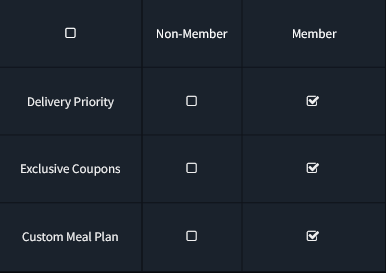 Non-Member Member
Delivery Priority
Exclusive Coupons
Custom Meal Plan